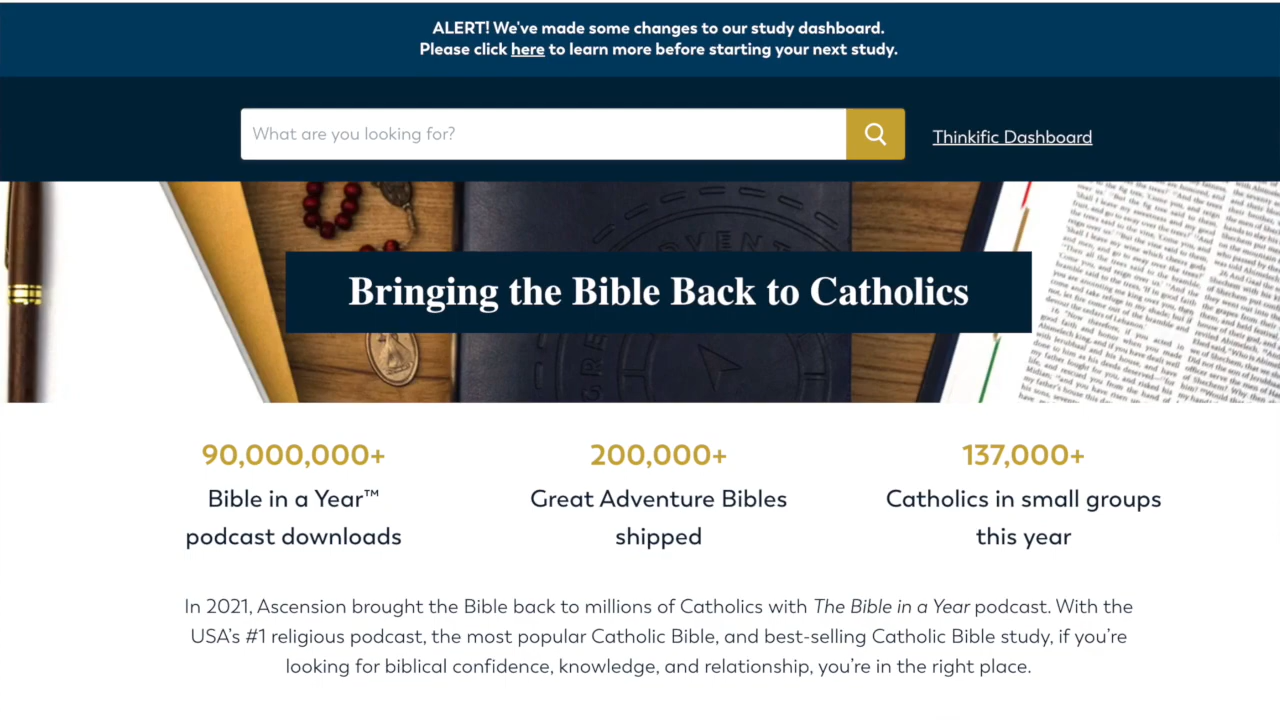 ALERT! We've made some changes to our study dashboard.
Please click here to learn more before starting your next study.
What are you looking for?
Thinkific Dashboard
Bringing the Bible Back to Catholics
90,000,000+
Bible in a Year™
podcast downloads
200,000+
Great Adventure Bibles
shipped
137,000+
Catholics in small groups
this year
In 2021, Ascension brought the Bible back to millions of Catholics with The Bible in a Year podcast. With the
USA's #1 religious podcast, the most popular Catholic Bible, and best-selling Catholic Bible study, if you're
looking for biblical confidence, knowledge, and relationship, you're in the right place.